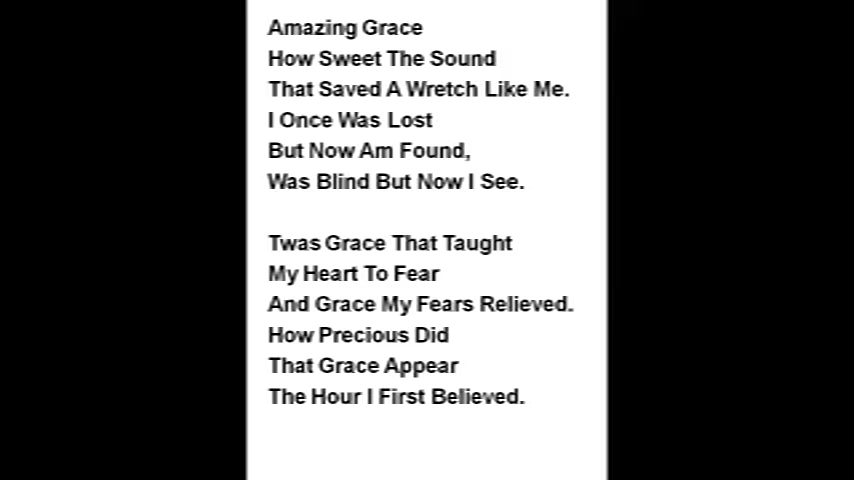 Amazing Grace
How Sweet The Sound
That Saved A Wretch Like Me.
I Once Was Lost
But Now Am Found,
Was Blind But Now I See.
Twas Grace That Taught
My Heart To Fear
And Grace My Fears Relieved.
How Precious Did
That Grace Appear
The Hour I First Believed.